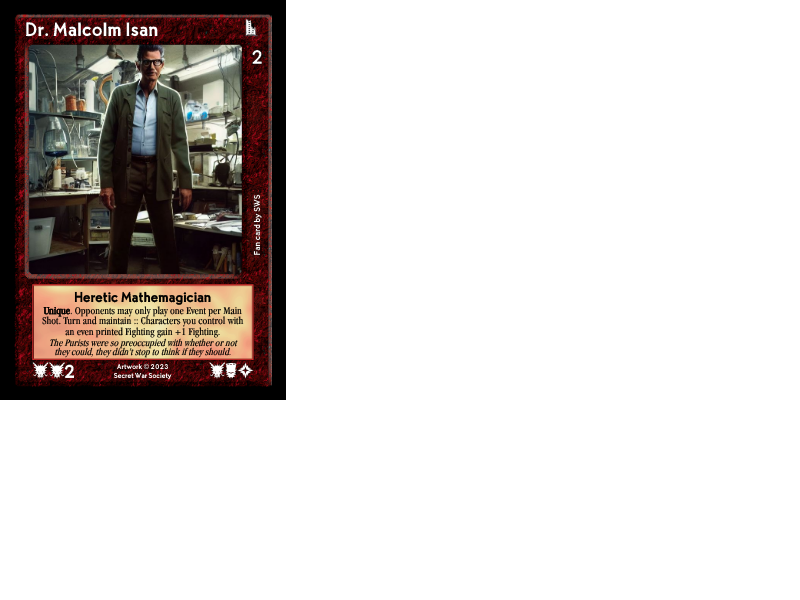 Dr. Malcolm Isan
2
Fan card by SWS
Heretic Mathemagician
Unique. Opponents may only play one Event per Main
Shot. Turn and maintain :: Characters you control with
an even printed Fighting gain +1 Fighting.
The Purists were so preoccupied with whether or not
they could, they didn't stop to think if they should.
2
Artwork © 2023
Secret War Society